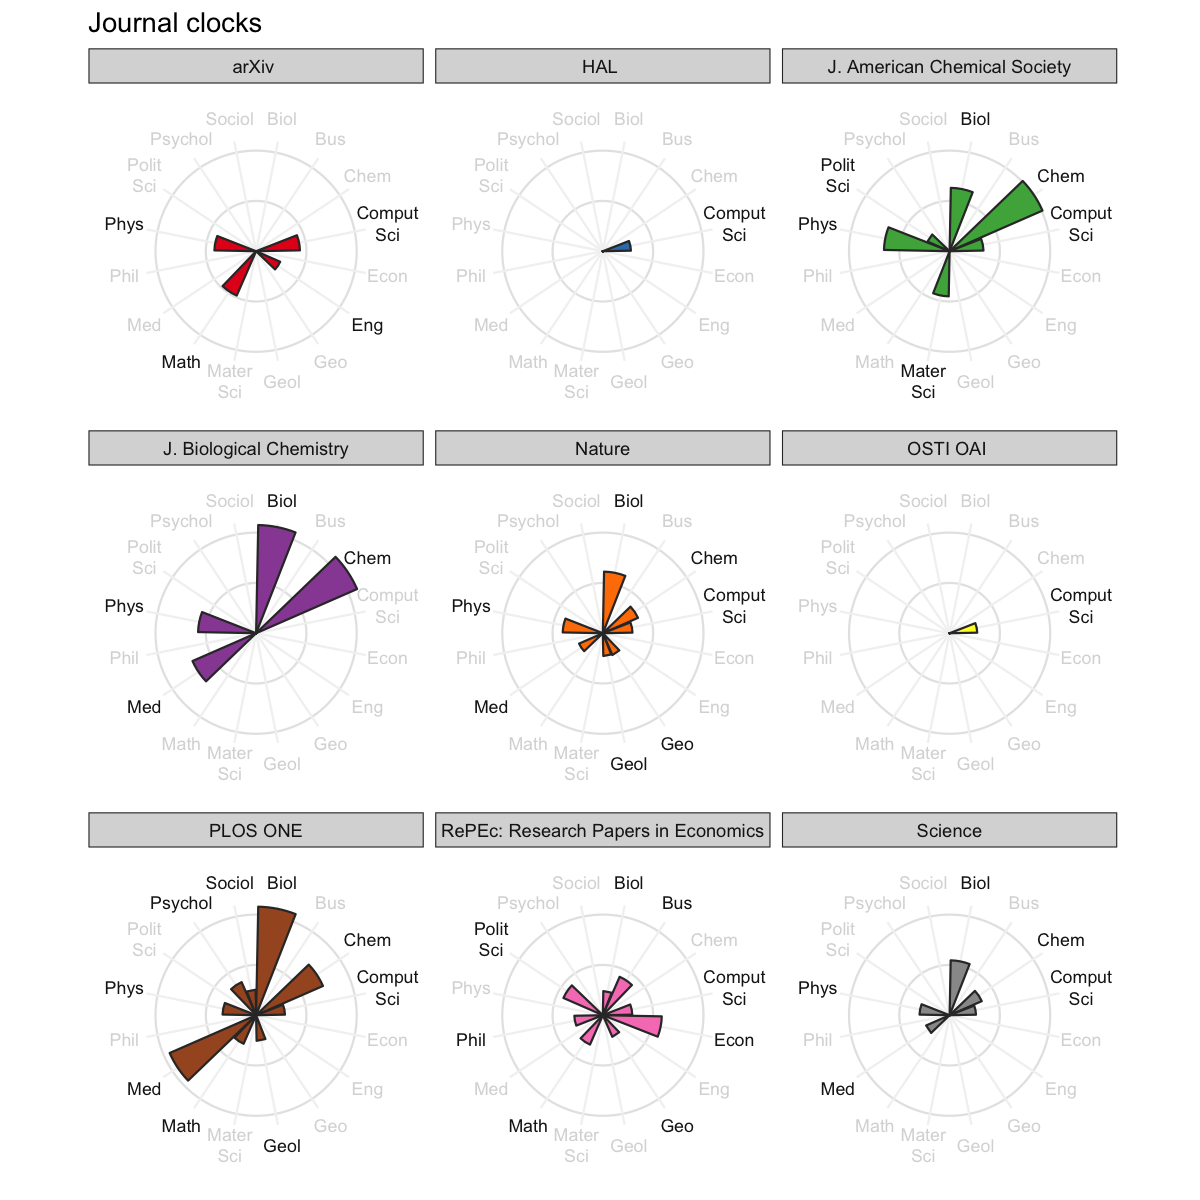 Journal clocks
arXiv
HAL
J. American Chemical Society
Sociol Biol
Psychol Bus
Polit
Sci
Chem
Phys
Comput
Sci
Phil Econ
Med Eng
Math Geo
Mater
Sci
Geol
Sociol Biol
Psychol Bus
Polit
Sci
Chem
Phys
Comput
Sci
Phil Econ
Med Eng
Math Geo
Mater
Sci
Geol
Sociol Biol
Psychol Bus
Polit
Sci
Chem
Phys
Comput
Sci
Phil Econ
Med Eng
Math Geo
Mater
Sci
Geol
J. Biological Chemistry
Nature
OSTI OAI
Sociol Biol
Psychol Bus
Polit
Sci
Chem
Phys
Comput
Sci
Phil Econ
Med Eng
Math Geo
Mater
Sci
Geol
Sociol Biol
Psychol Bus
Polit
Sci
Chem
Phys
Comput
Sci
Phil Econ
Med Eng
Math Geo
Mater
Sci
Geol
Sociol Biol
Psychol Bus
Polit
Sci
Chem
Phys
Comput
Sci
Phil Econ
Med Eng
Math Geo
Mater
Sci
Geol
PLOS ONE
RePEc: Research Papers in Economics
Science
Sociol Biol
Psychol Bus
Polit
Sci
Chem
Phys
Comput
Sci
Phil Econ
Med Eng
Math Geo
Mater
Sci
Geol
Sociol Biol
Psychol Bus
Polit
Sci
Chem
Phys
Comput
Sci
Phil Econ
Med Eng
Math Geo
Mater
Sci
Geol
Sociol Biol
Psychol Bus
Polit
Sci
Chem
Phys
Comput
Sci
Phil Econ
Med Eng
Math Geo
Mater
Sci
Geol